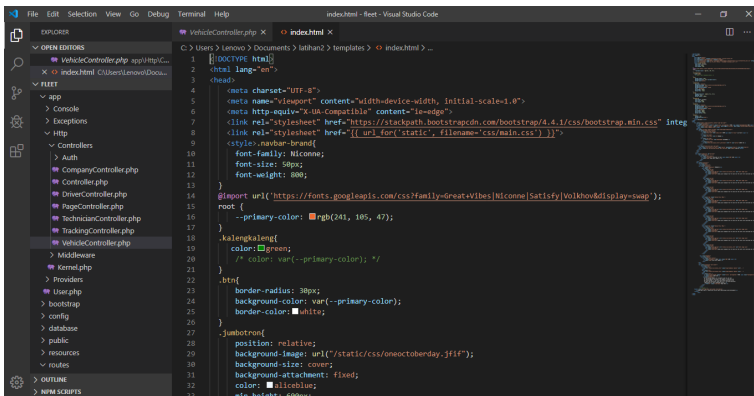 File Edit Selection View Go Debug Terminal Help
index.html - fleet - Visual Studio Code
EXPLORER
OPEN EDITORS
VehicleController.php app\Http\C...
index.html C:\Users\Lenovo\Docu...
FLEET
app
Console
Exceptions
Http
Controllers
Auth
CompanyController.php
Controller.php
DriverController.php
PageController.php
TechnicianController.php
TrackingController.php
VehicleController.php
Middleware
Kernel.php
Providers
User.php
bootstrap
config
database
public
resources
routes
OUTLINE
NPM SCRIPTS
VehicleController.php index.html
C: > Users > Lenovo > Documents > latihan2 > templates > index.html > ...
1 <!DOCTYPE html>
2 <html lang="en">
3 <head>
4 <meta charset="UTF-8">
5 <meta name="viewport" content="width=device-width, initial-scale=1.0">
6 <meta http-equiv="X-UA-Compatible" content="ie=edge">
7 <link rel="stylesheet" href="https://stackpath.bootstrapcdn.com/bootstrap/4.4.1/css/bootstrap.min.css" integ
8 <link rel="stylesheet" href="{{ url_for('static', filename='css/main.css') }}">
9 <style>.navbar-brand{
10 font-family: Niconne;
11 font-size: 50px;
12 font-weight: 800;
13 }
14 @import url('https://fonts.googleapis.com/css?family=Great+Vibes|Niconne|Satisfy|Volkhov&display=swap');
15 root {
16 --primary-color: rgb(241, 105, 47);
17 }
18 .kalengkaleng{
19 color: green;
20 /* color: var(--primary-color); */
21 }
22 .btn{
23 border-radius: 30px;
24 background-color: var(--primary-color);
25 border-color: white;
26 }
27 .jumbotron{
28 position: relative;
29 background-image: url("/static/css/oneoctoberday.jfif");
30 background-size: cover;
31 background-attachment: fixed;
32 color: aliceblue;
min-height: 600px;